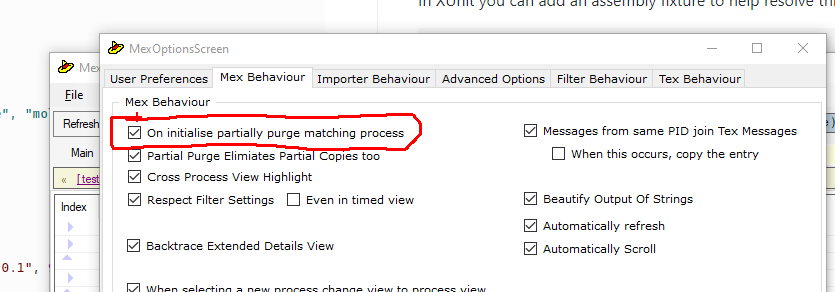 In XUnit you can add an assembly fixture to help resolve
MexOptionsScreen
Me
File
User Preferences
Mex Behaviour
Importer Behaviour
Advanced Options
Filter Behaviour
Tex Behaviour
e", "mo
Refresh
Mex Behaviour
On initialise partially purge matching process
Messages from same PID join Tex Messages
Main
Partial Purge Elimiates Partial Copies too
When this occurs, copy the entry
« [test
Cross Process View Highlight
Respect Filter Settings
Even in timed view
Beautify Output Of Strings
Index
Automatically refresh
Backtrace Extended Details View
Automatically Scroll
0.1",
When selecting a new process change view to process view